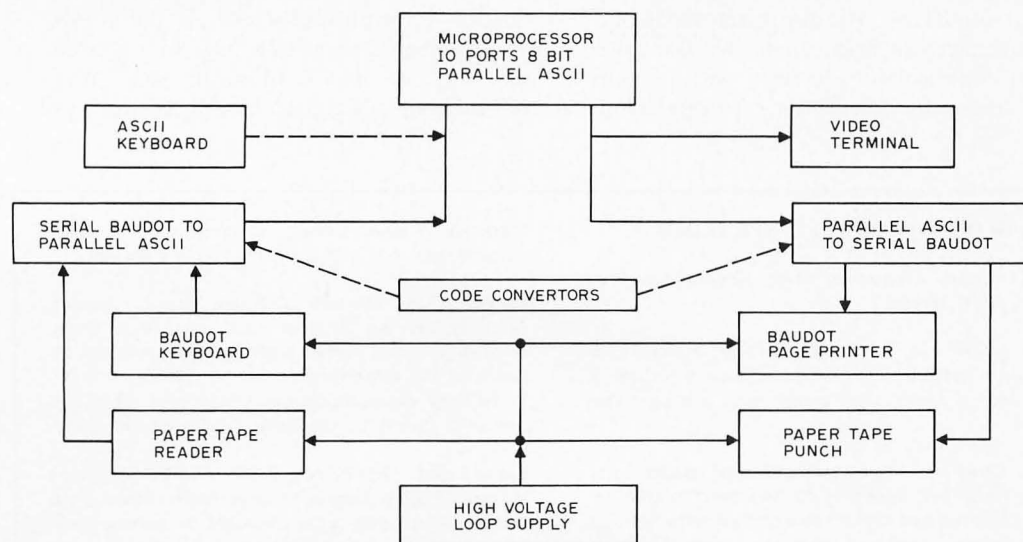 MICROPROCESSOR
IO PORTS 8 BIT
PARALLEL ASCII
ASCII
KEYBOARD
VIDEO
TERMINAL
SERIAL BAUDOT TO
PARALLEL ASCII
PARALLEL ASCII
TO SERIAL BAUDOT
CODE CONVERTORS
BAUDOT
KEYBOARD
BAUDOT
PAGE PRINTER
PAPER TAPE
READER
PAPER TAPE
PUNCH
HIGH VOLTAGE
LOOP SUPPLY